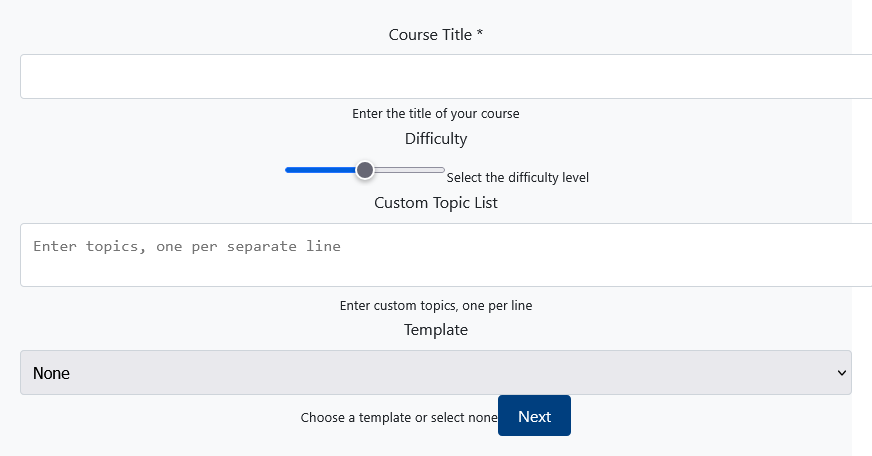 Course Title *
Enter the title of your course
Difficulty
Select the difficulty level
Custom Topic List
Enter topics, one per separate line
Enter custom topics, one per line
Template
None
Choose a template or select none Next